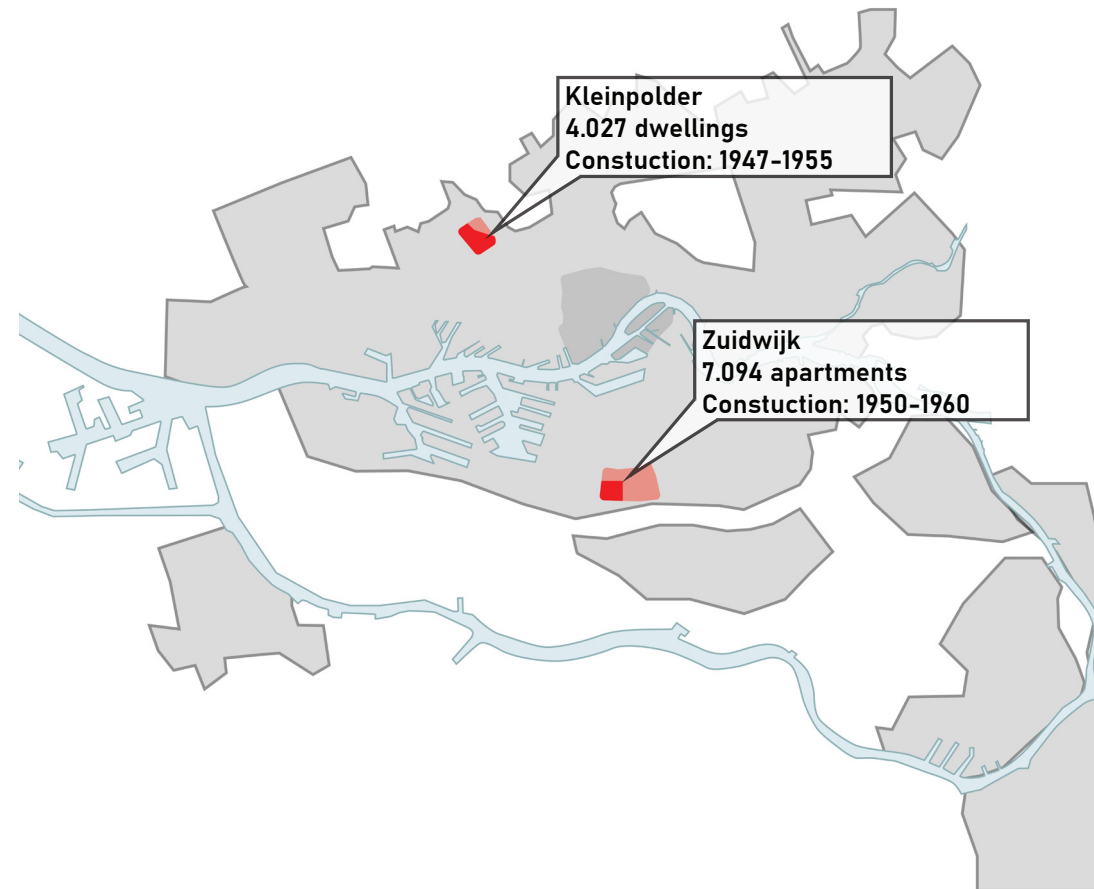 Kleinpolder
4.027 dwellings
Constuction: 1947-1955
Zuidwijk
7.094 apartments
Constuction: 1950-1960